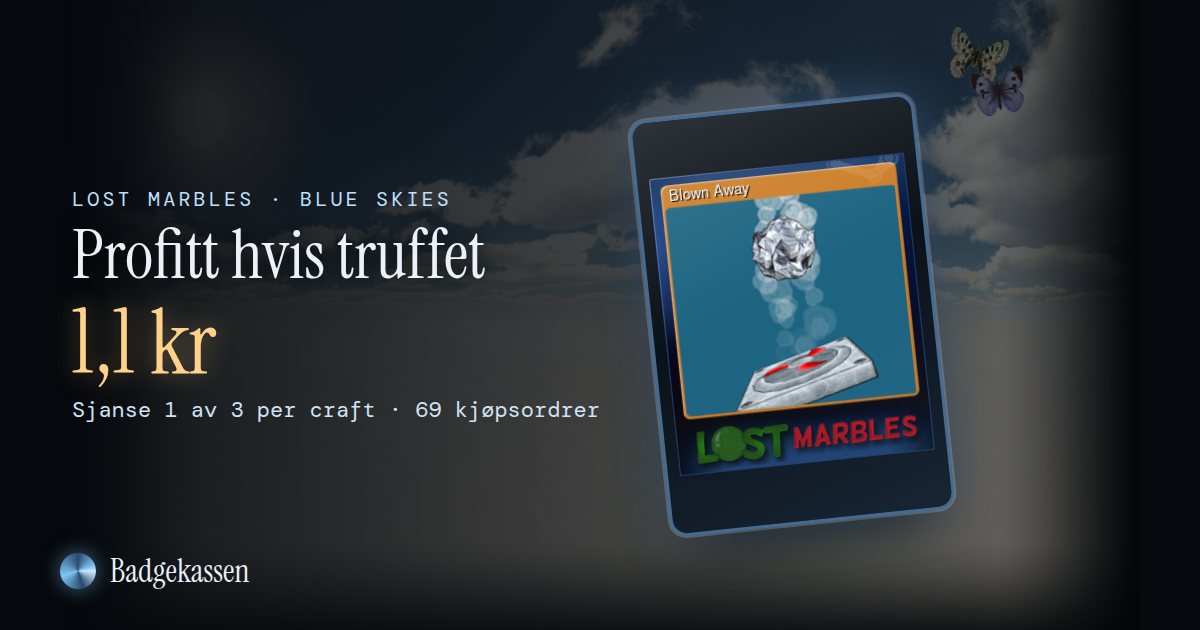 LOST MARBLES · BLUE SKIES
Profitt hvis truffet
1,1 kr
Sjanse 1 av 3 per craft · 69 kjøpsordrer
Blown Away
LOST MARBLES
Badgekassen